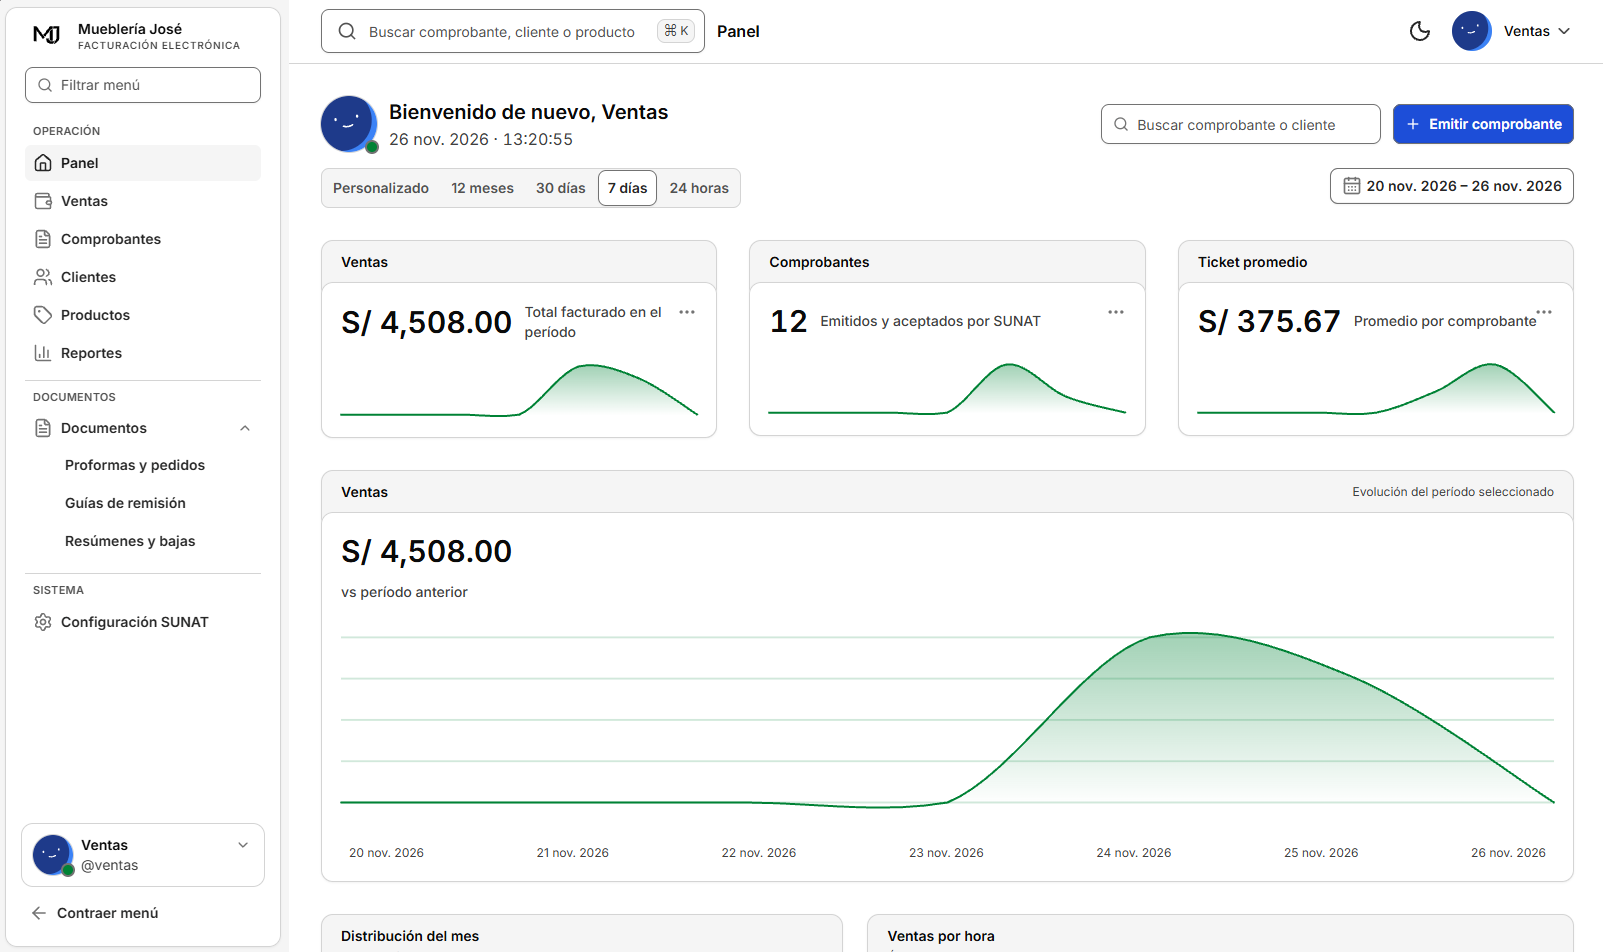 Mueblería José
FACTURACIÓN ELECTRÓNICA
Filtrar menú
OPERACIÓN
Panel
Ventas
Comprobantes
Clientes
Productos
Reportes
DOCUMENTOS
Documentos
Proformas y pedidos
Guías de remisión
Resúmenes y bajas
SISTEMA
Configuración SUNAT
Ventas
@ventas
Contraer menú
Buscar comprobante, cliente o producto
⌘ K
Panel
Ventas
Bienvenido de nuevo, Ventas
26 nov. 2026 · 13:20:55
Buscar comprobante o cliente
Emitir comprobante
Personalizado 12 meses 30 días 7 días 24 horas
20 nov. 2026 – 26 nov. 2026
Ventas
S/ 4,508.00
Total facturado en el
período
Comprobantes
12 Emitidos y aceptados por SUNAT
Ticket promedio
S/ 375.67 Promedio por comprobante
Ventas
Evolución del período seleccionado
S/ 4,508.00
vs período anterior
20 nov. 2026 21 nov. 2026 22 nov. 2026 23 nov. 2026 24 nov. 2026 25 nov. 2026 26 nov. 2026
Distribución del mes
Ventas por hora